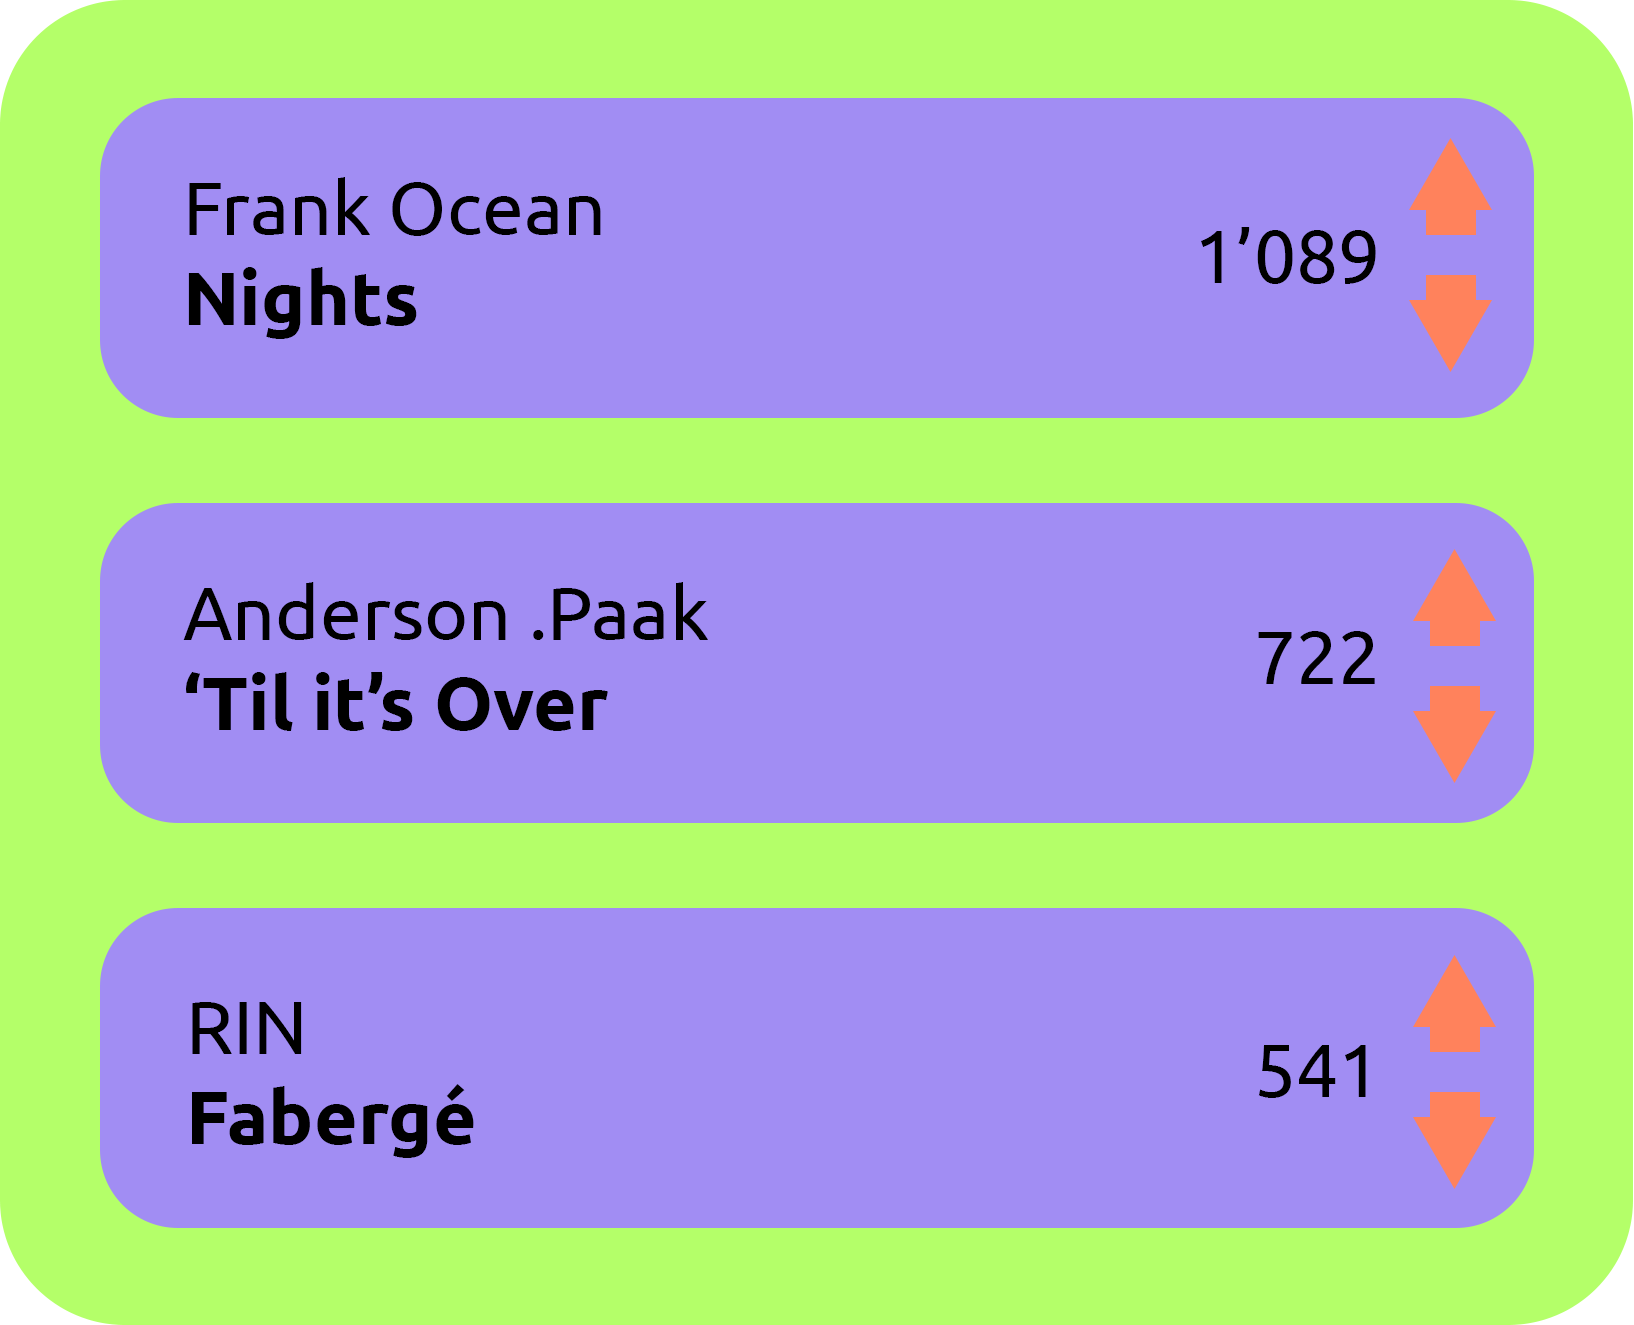 Frank Ocean
Nights
1’089
Anderson .Paak
‘Til it’s Over
722
RIN
Fabergé
541